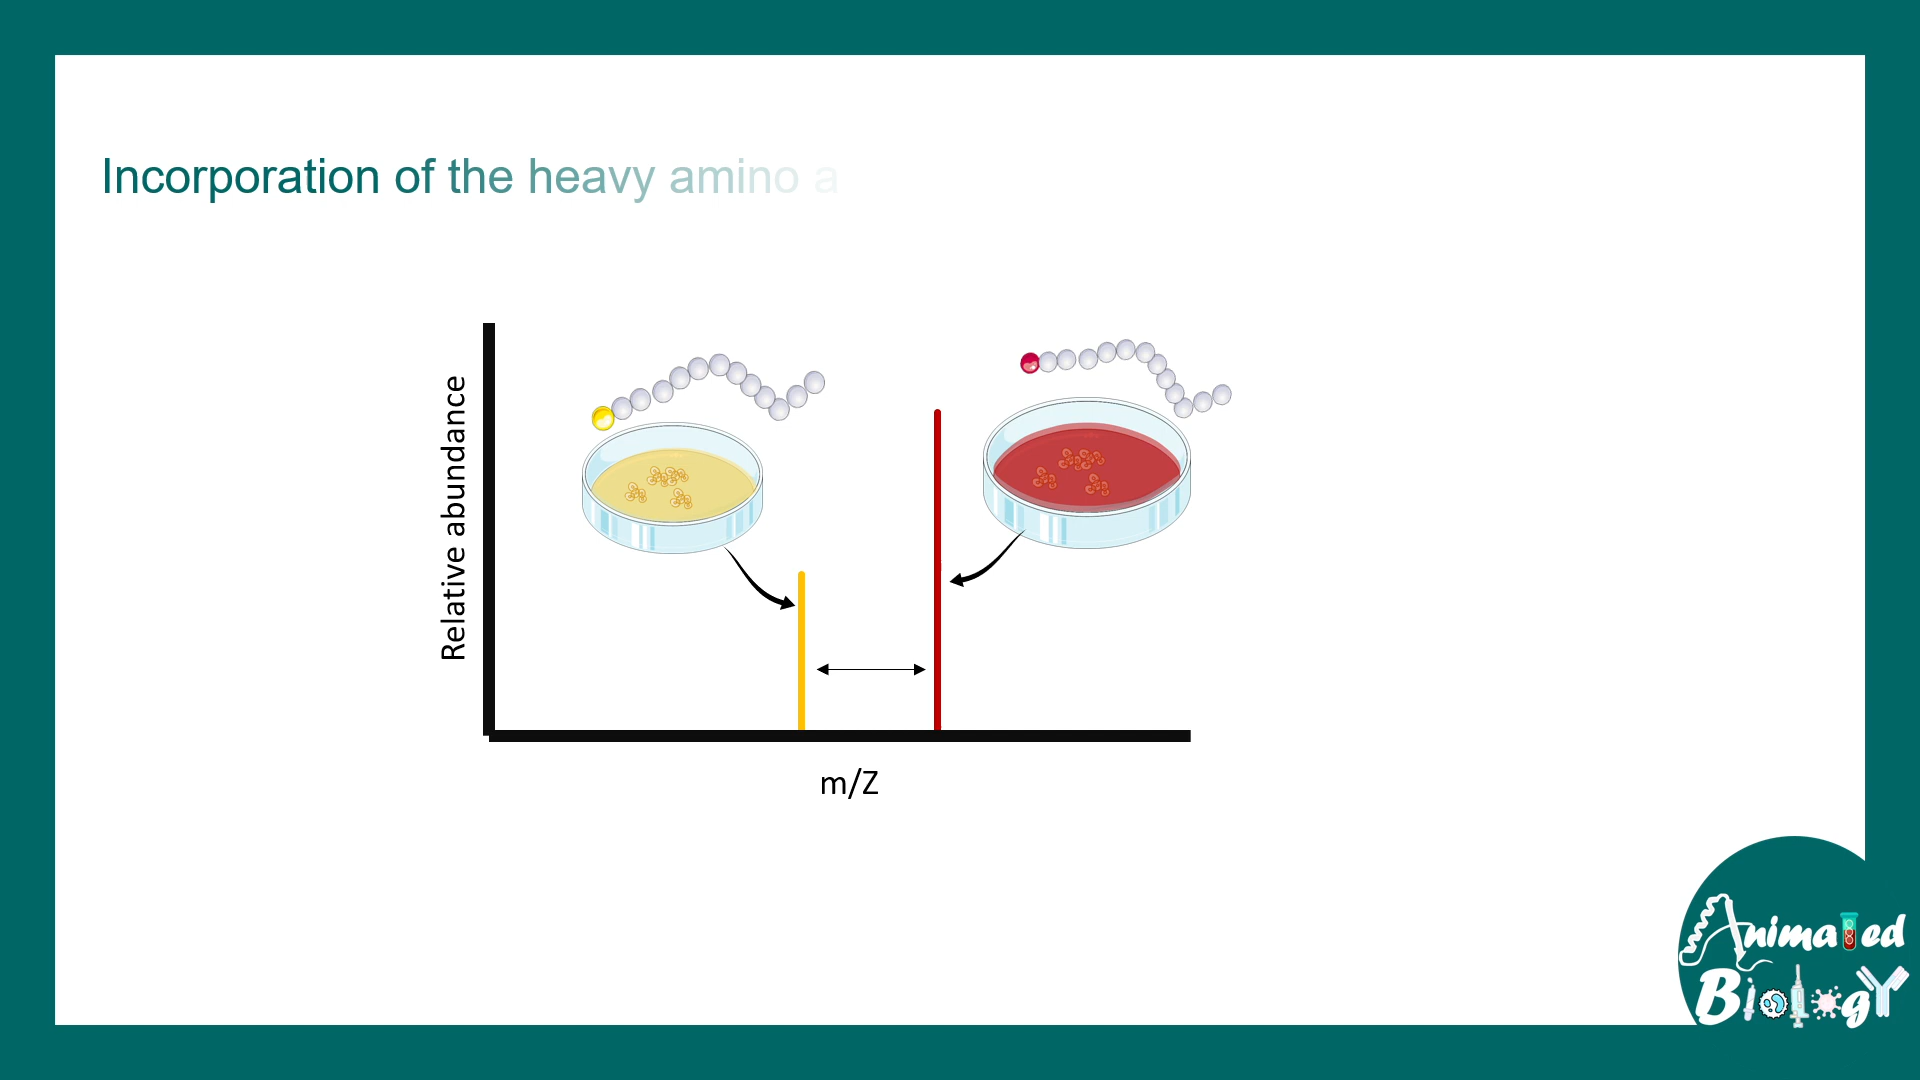 Incorporation of the heavy amino a
Relative abundance
m/Z
Animated
Biology